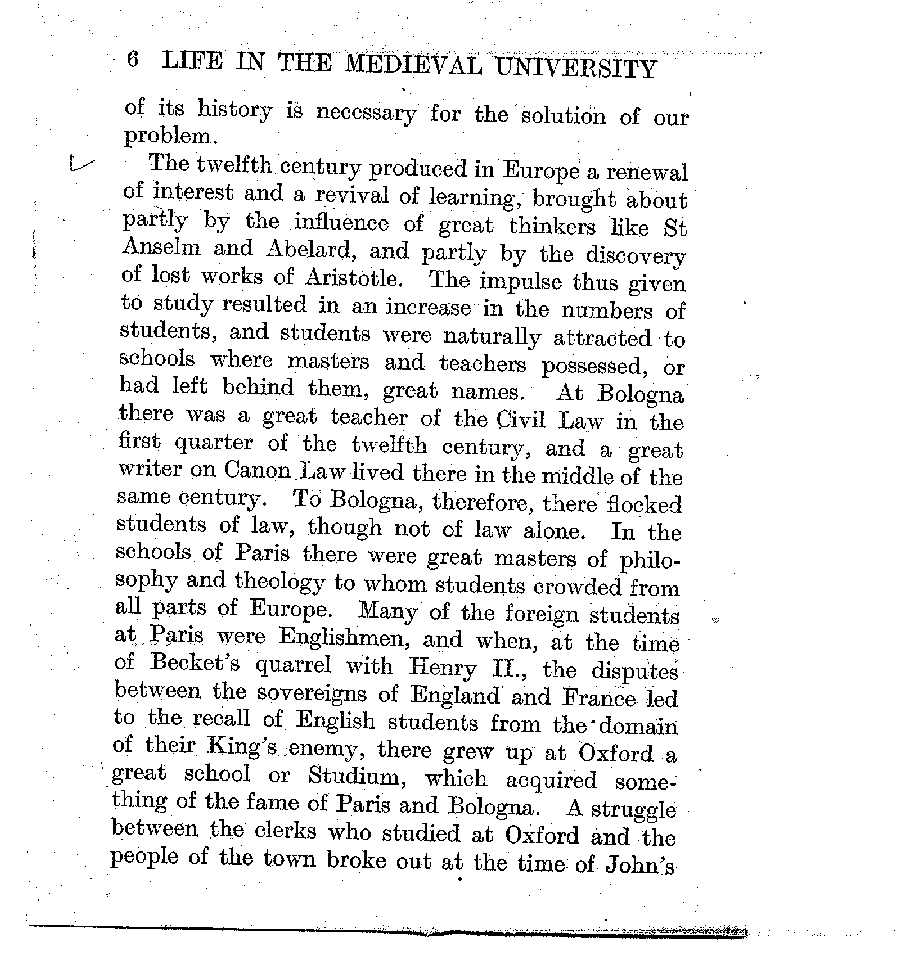 6 LIFE IN THE MEDIEVAL UNIVERSITY
of its history is necessary for the solution of our
problem.
The twelfth century produced in Europe a renewal
of interest and a revival of learning, brought about
partly by the influence of great thinkers like St
Anselm and Abelard, and partly by the discovery
of lost works of Aristotle. The impulse thus given
to study resulted in an increase in the numbers of
students, and students were naturally attracted to
schools where masters and teachers possessed, or
had left behind them, great names. At Bologna
there was a great teacher of the Civil Law in the
first quarter of the twelfth century, and a great
writer on Canon Law lived there in the middle of the
same century. To Bologna, therefore, there flocked
students of law, though not of law alone. In the
schools of Paris there were great masters of philo-
sophy and theology to whom students crowded from
all parts of Europe. Many of the foreign students
at Paris were Englishmen, and when, at the time
of Becket's quarrel with Henry II., the disputes
between the sovereigns of England and France led
to the recall of English students from the domain
of their King's enemy, there grew up at Oxford a
great school or Studium, which acquired some-
thing of the fame of Paris and Bologna. A struggle
between the clerks who studied at Oxford and the
people of the town broke out at the time of John's